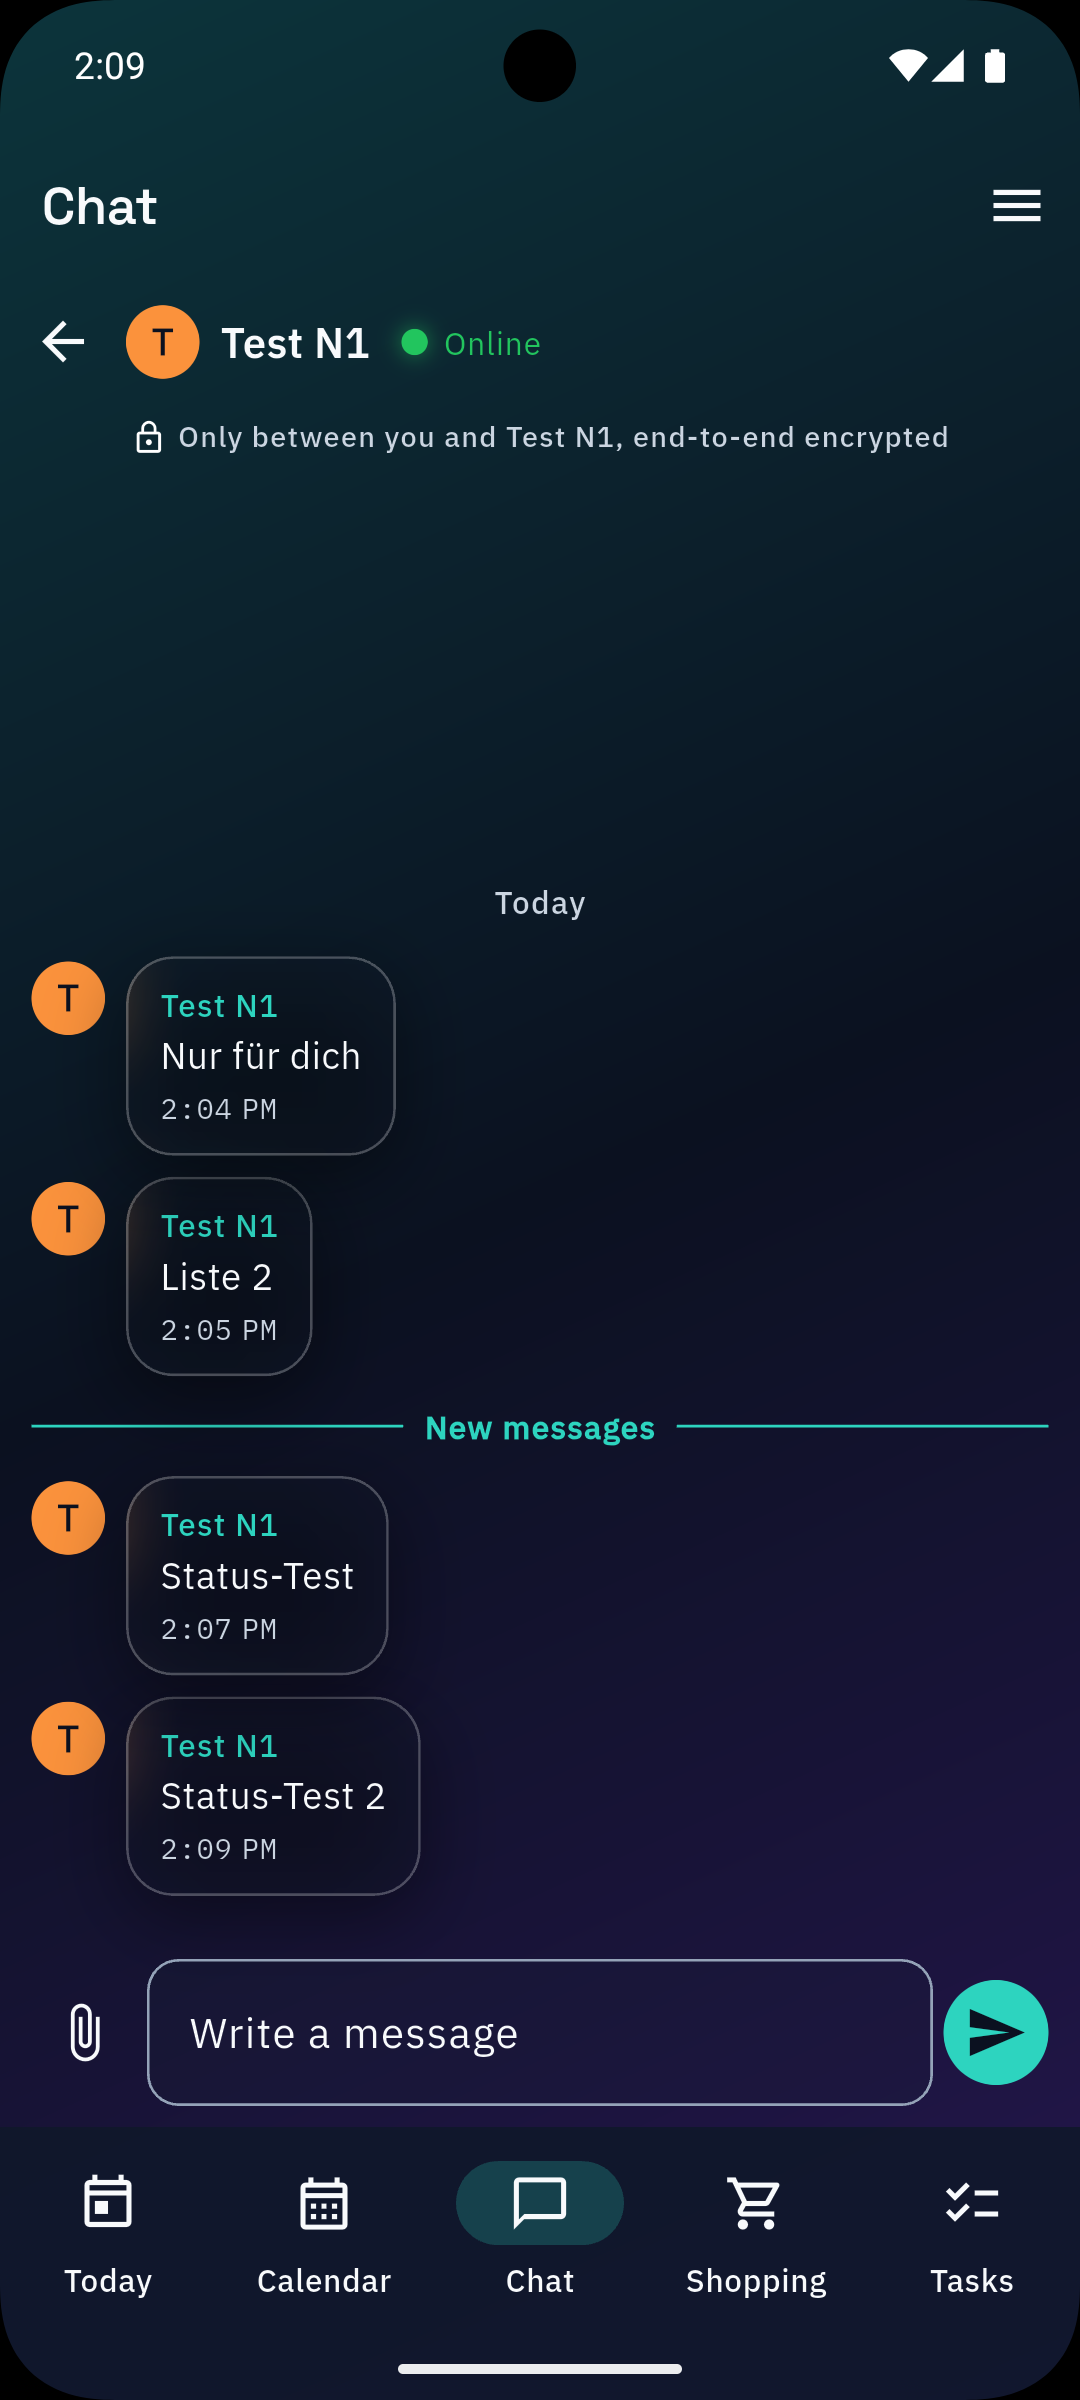 2:09
Chat
T
Test N1
Online
Only between you and Test N1, end-to-end encrypted
Today
T
Test N1
Nur für dich
2:04 PM
T
Test N1
Liste 2
2:05 PM
New messages
T
Test N1
Status-Test
2:07 PM
T
Test N1
Status-Test 2
2:09 PM
Write a message
Today
Calendar
Chat
Shopping
Tasks